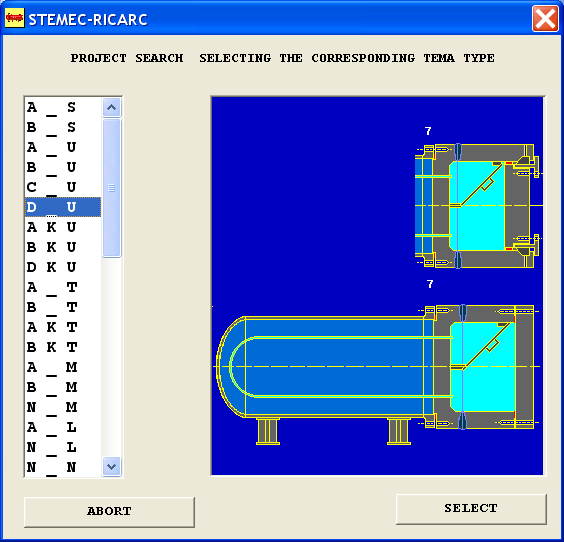 STEMEC-RICARC
PROJECT SEARCH  SELECTING THE CORRESPONDING TEMA TYPE
A _ S
B _ S
A _ U
B _ U
C _ U
D _ U
A K U
B K U
D K U
A _ T
B _ T
A K T
B K T
A _ M
B _ M
N _ M
A _ L
N _ L
N _ N
7
7
ABORT
SELECT